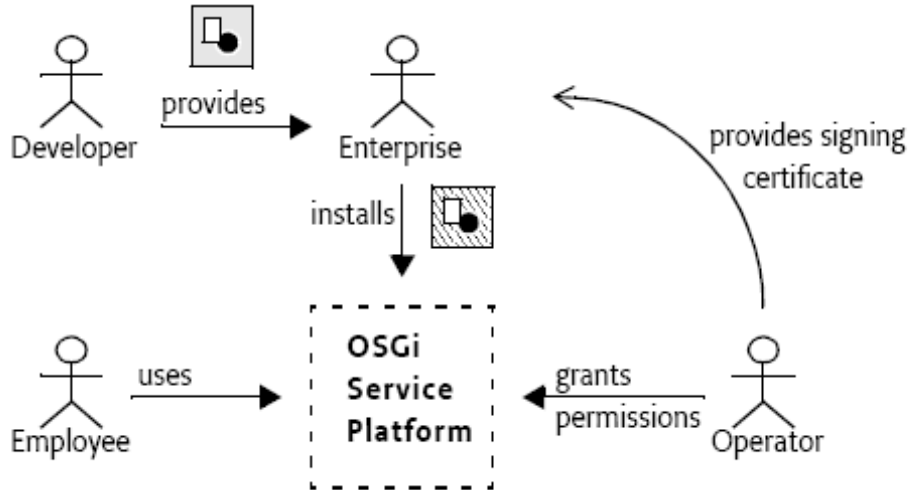 provides
Developer
Enterprise
provides signing
certificate
installs
OSGi
Service
Platform
uses
Employee
grants
permissions
Operator